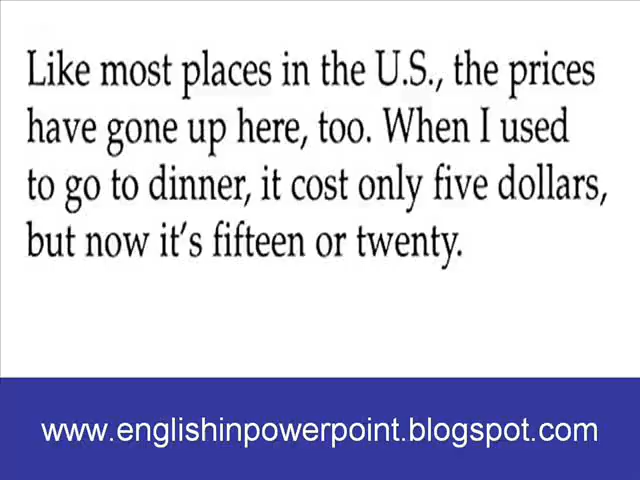 Like most places in the U.S., the prices
have gone up here, too. When I used
to go to dinner, it cost only five dollars,
but now it's fifteen or twenty.
www.englishinpowerpoint.blogspot.com